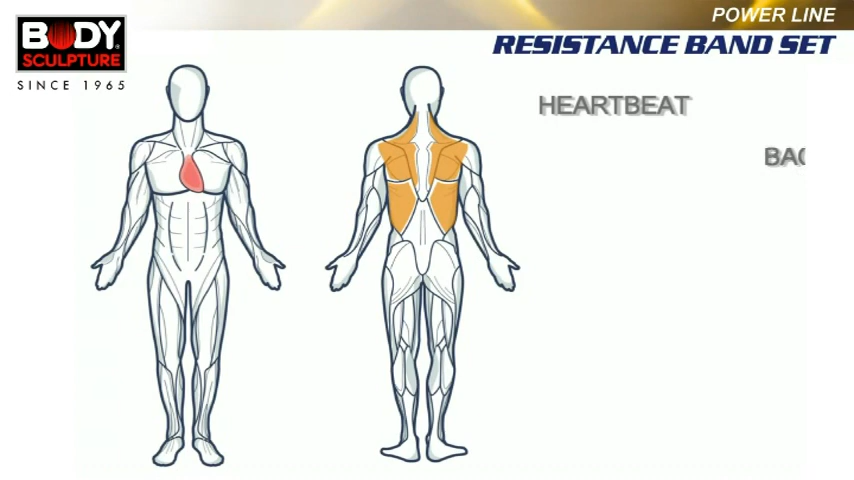 POWER LINE
RESISTANCE BAND SET
BODY
SCULPTURE
SINCE 1965
HEARTBEAT